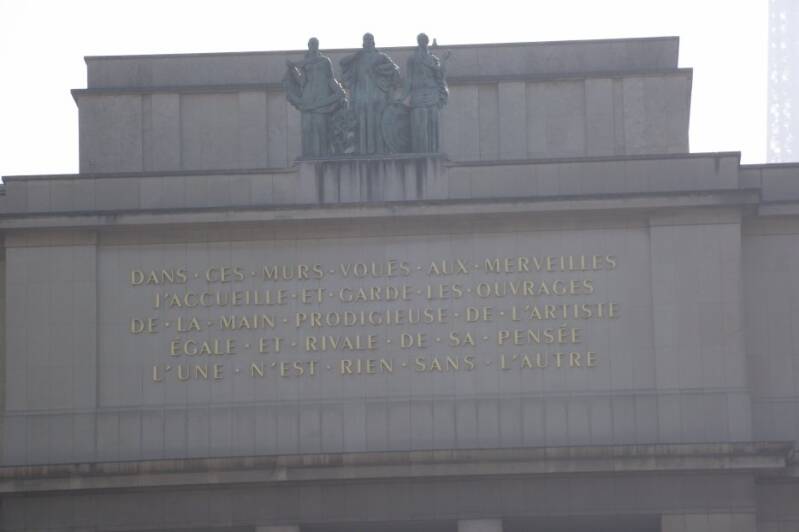 DANS · CES · MURS · VOUÉS · AUX · MERVEILLES
J'ACCUEILLE · ET · GARDE · LES · OUVRAGES
DE · LA · MAIN · PRODIGIEUSE · DE · L'ARTISTE
ÉGALE · ET · RIVALE · DE · SA · PENSÉE
L'UNE · N'EST · RIEN · SANS · L'AUTRE